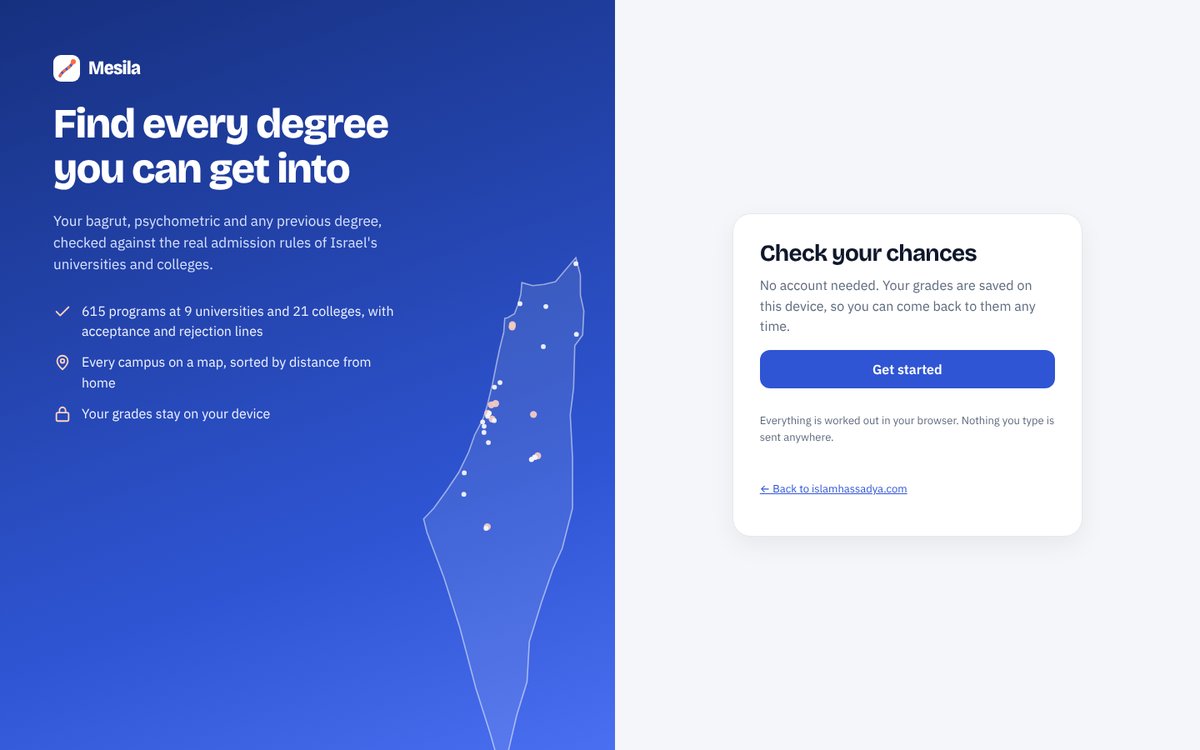 Mesila
Find every degree
you can get into
Your bagrut, psychometric and any previous degree,
checked against the real admission rules of Israel's
universities and colleges.
615 programs at 9 universities and 21 colleges, with
acceptance and rejection lines
Every campus on a map, sorted by distance from
home
Your grades stay on your device
Check your chances
No account needed. Your grades are saved on
this device, so you can come back to them any
time.
Get started
Everything is worked out in your browser. Nothing you type is
sent anywhere.
← Back to islamhassadya.com